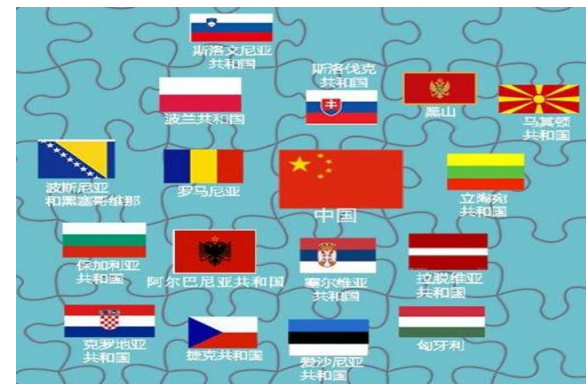 斯洛文尼亚
共和国
斯洛伐克
共和国
波兰共和国
黑山
马其顿
共和国
波斯尼亚
和黑塞哥维那
罗马尼亚
中国
立陶宛
共和国
保加利亚
共和国
阿尔巴尼亚共和国
塞尔维亚
共和国
拉脱维亚
共和国
克罗地亚
共和国
捷克共和国
爱沙尼亚
共和国
匈牙利